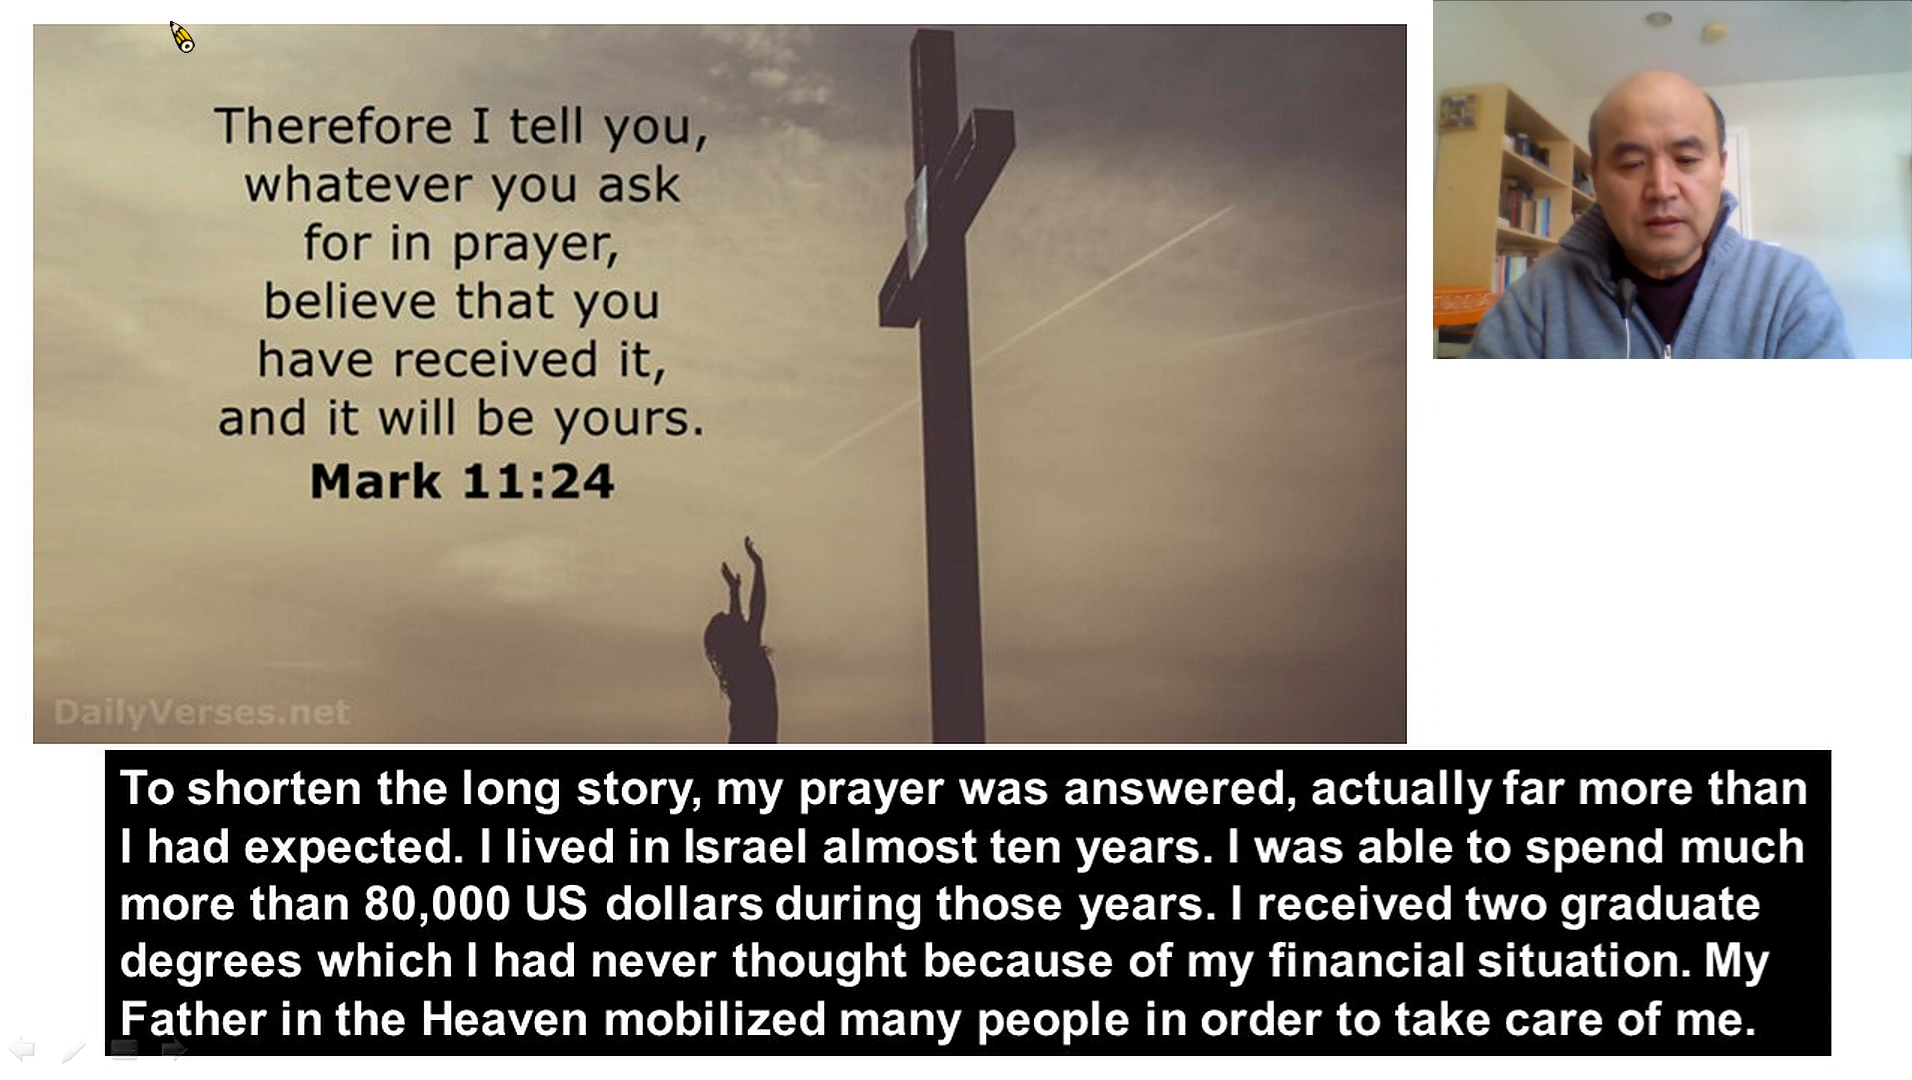 Therefore I tell you,
whatever you ask
for in prayer,
believe that you
have received it,
and it will be yours.
Mark 11:24
DailyVerses.net
To shorten the long story, my prayer was answered, actually far more than
I had expected. I lived in Israel almost ten years. I was able to spend much
more than 80,000 US dollars during those years. I received two graduate
degrees which I had never thought because of my financial situation. My
Father in the Heaven mobilized many people in order to take care of me.